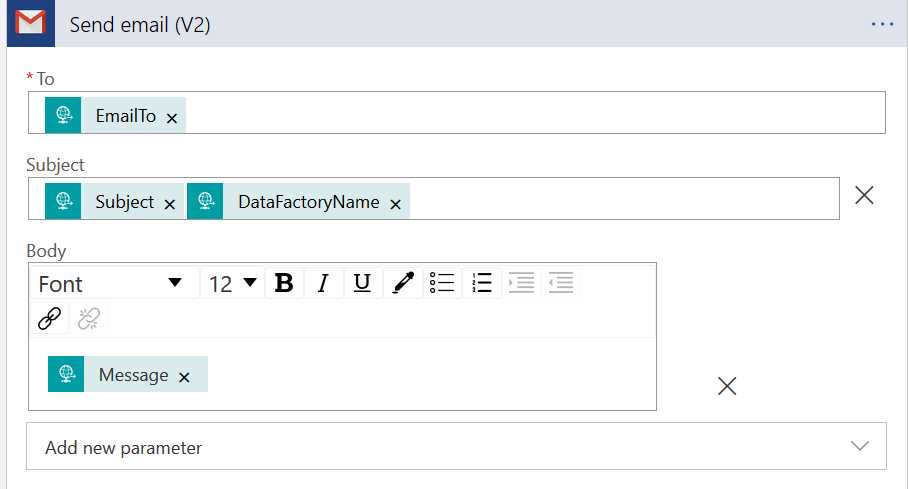 Send email (V2)
* To
EmailTo ×
Subject
Subject × DataFactoryName ×
Body
Font 12 B I U
Message ×
Add new parameter